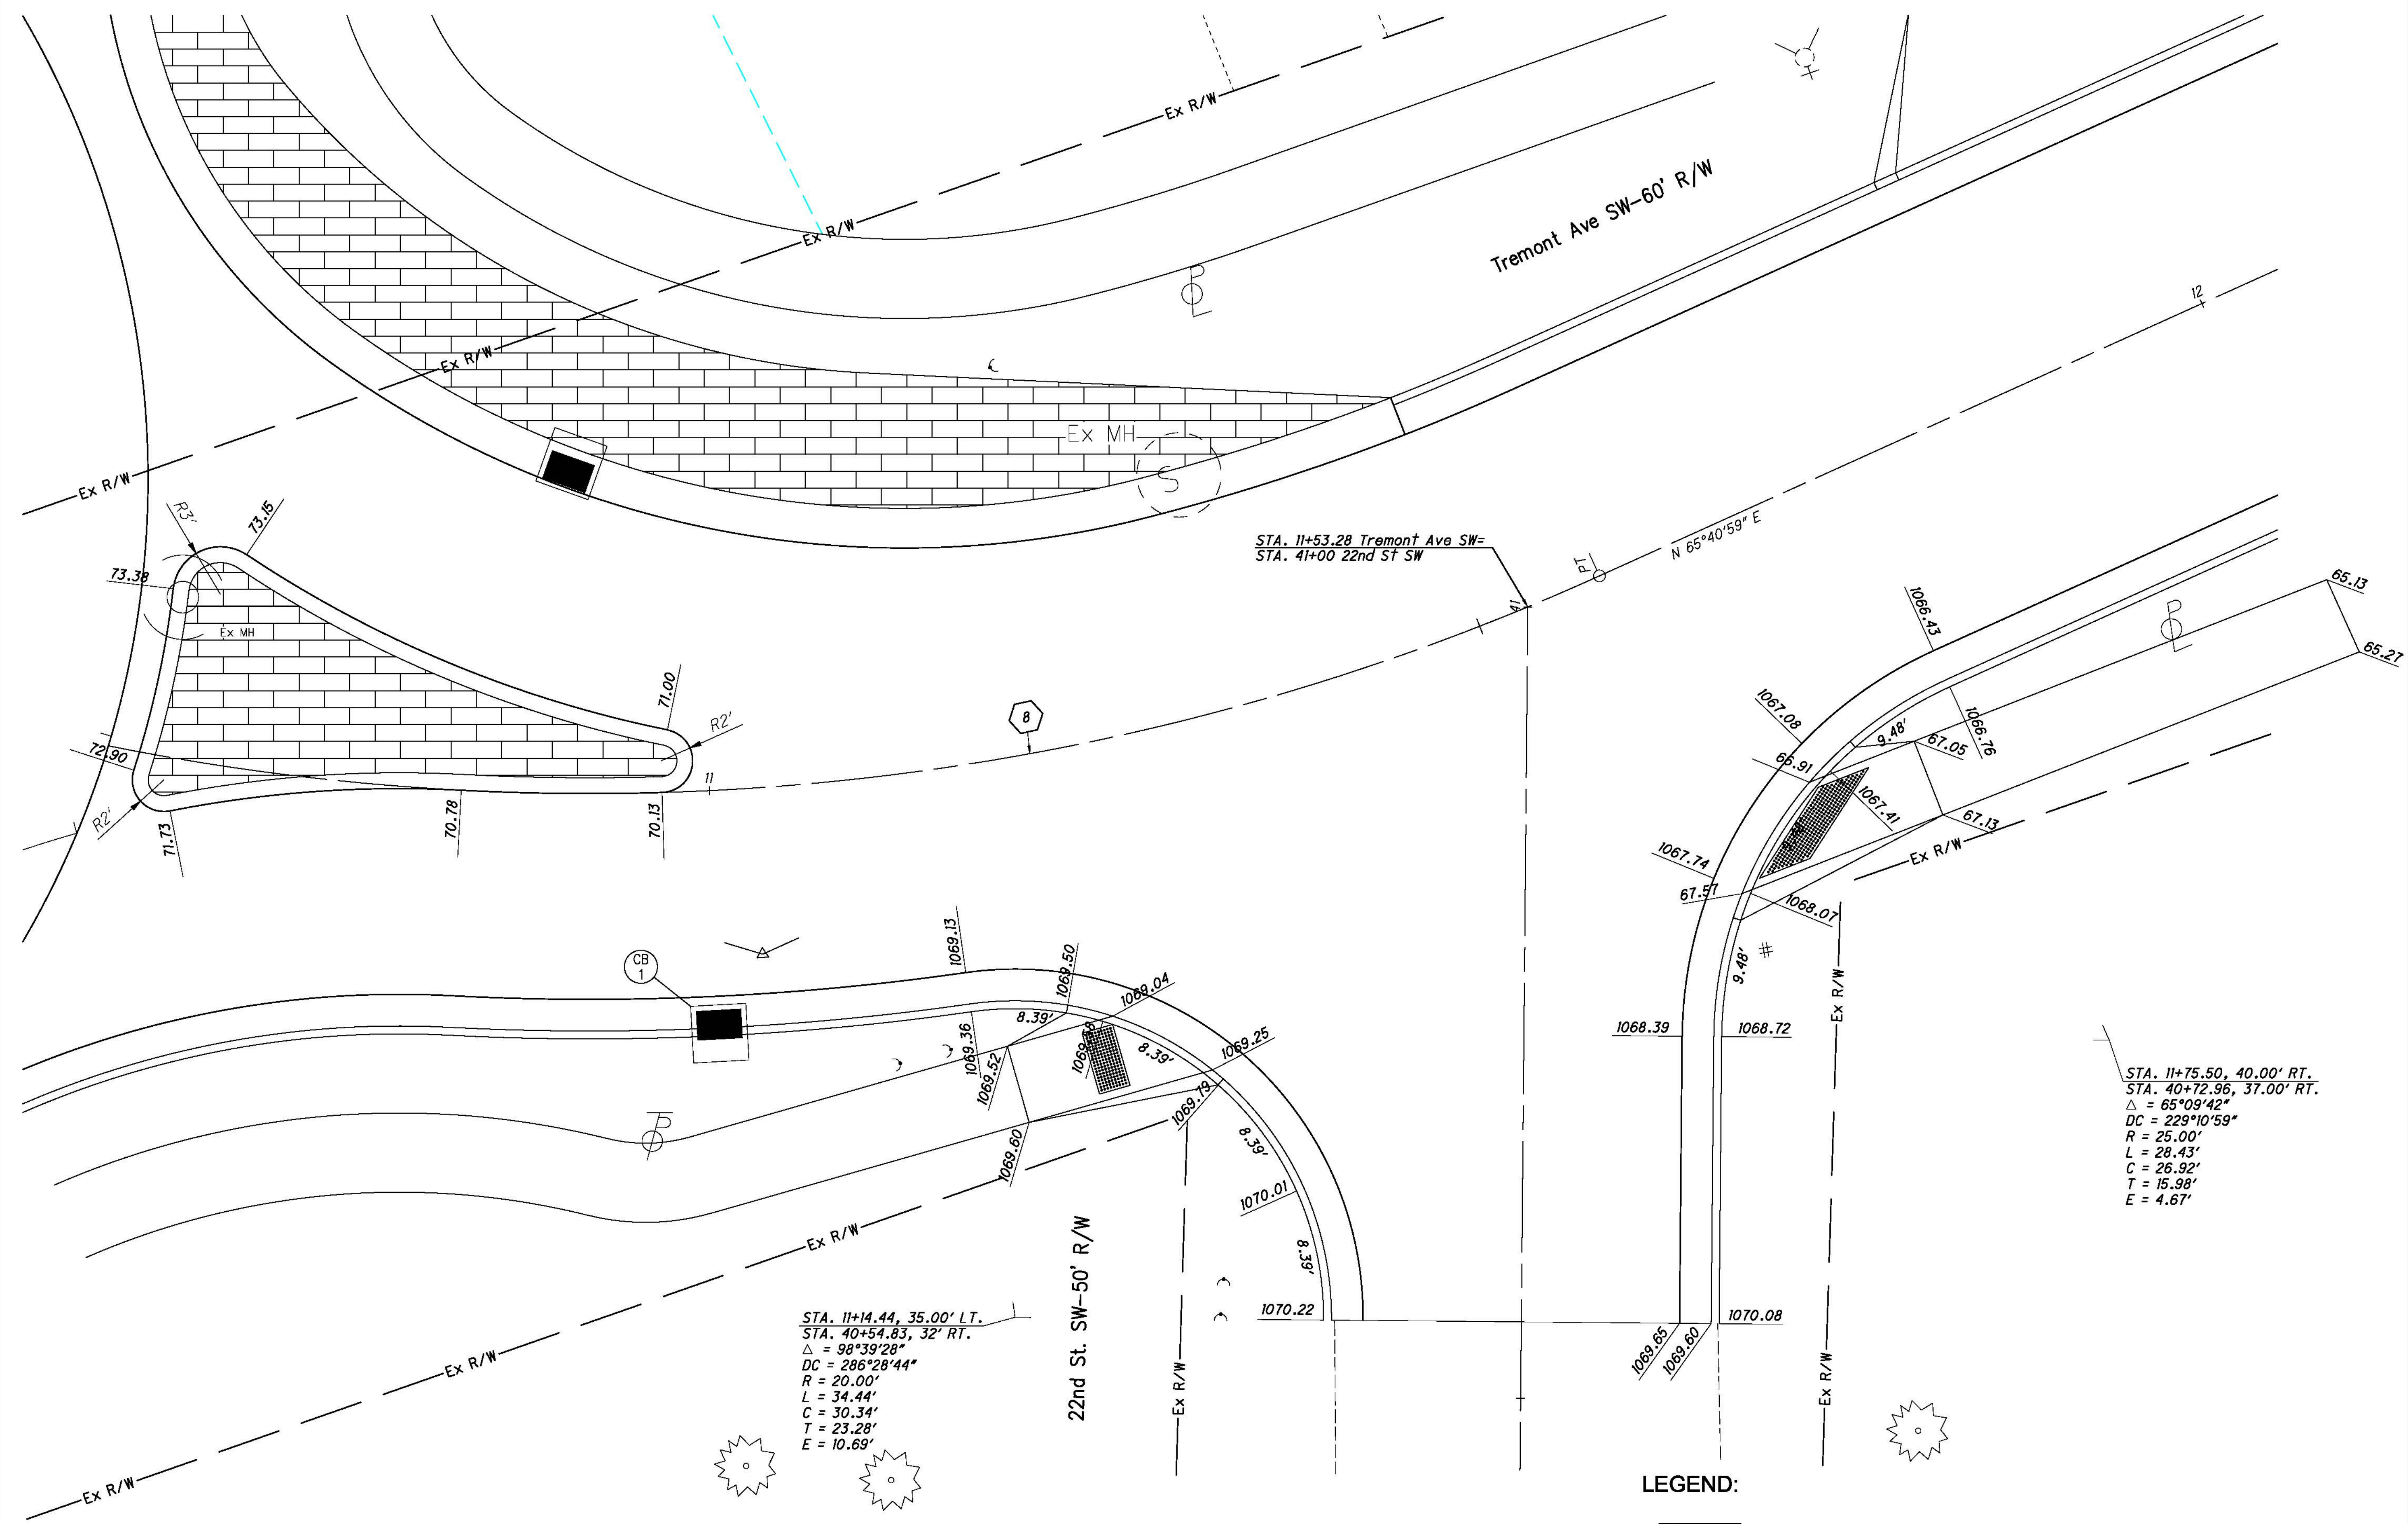 Ex R/W
Ex R/W
Ex R/W
Ex R/W
Tremont Ave SW-60' R/W
P
L
12
Ex MH
S
N 65°40'59" E
PT
STA. 11+53.28 Tremont Ave SW=
STA. 41+00 22nd St SW
41
R3'
73.15
73.38
Ex MH
71.00
R2'
72.90
R2'
71.73
70.78
70.13
11
8
1066.43
65.13
P
L
65.27
1067.08
9.48'
1066.76
67.05
66.91
1067.41
67.13
Ex R/W
1067.74
67.57
1068.07
9.48'
Ex R/W
1068.39
1068.72
CB
1
1069.13
1069.50
1069.04
8.39'
1069.36
1069.58
8.39'
1069.25
1069.52
1069.79
1069.60
8.39'
1070.01
8.39'
1070.22
P
Ex R/W
Ex R/W
Ex R/W
22nd St. SW-50' R/W
Ex R/W
Ex R/W
1069.65
1069.60
1070.08
STA. 11+14.44, 35.00' LT.
STA. 40+54.83, 32' RT.
△ = 98°39'28"
DC = 286°28'44"
R = 20.00'
L = 34.44'
C = 30.34'
T = 23.28'
E = 10.69'
STA. 11+75.50, 40.00' RT.
STA. 40+72.96, 37.00' RT.
△ = 65°09'42"
DC = 229°10'59"
R = 25.00'
L = 28.43'
C = 26.92'
T = 15.98'
E = 4.67'
LEGEND: